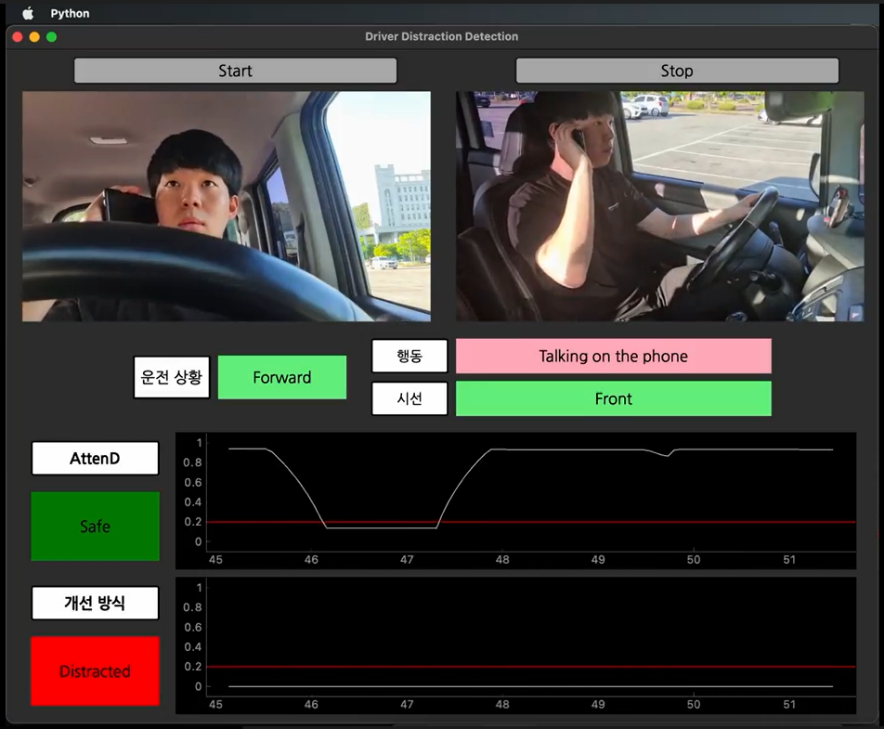 Python
Driver Distraction Detection
Start
Stop
운전 상황
Forward
행동
Talking on the phone
시선
Front
AttenD
Safe
1
0.8
0.6
0.4
0.2
0
45 46 47 48 49 50 51
개선 방식
Distracted
1
0.8
0.6
0.4
0.2
0
45 46 47 48 49 50 51